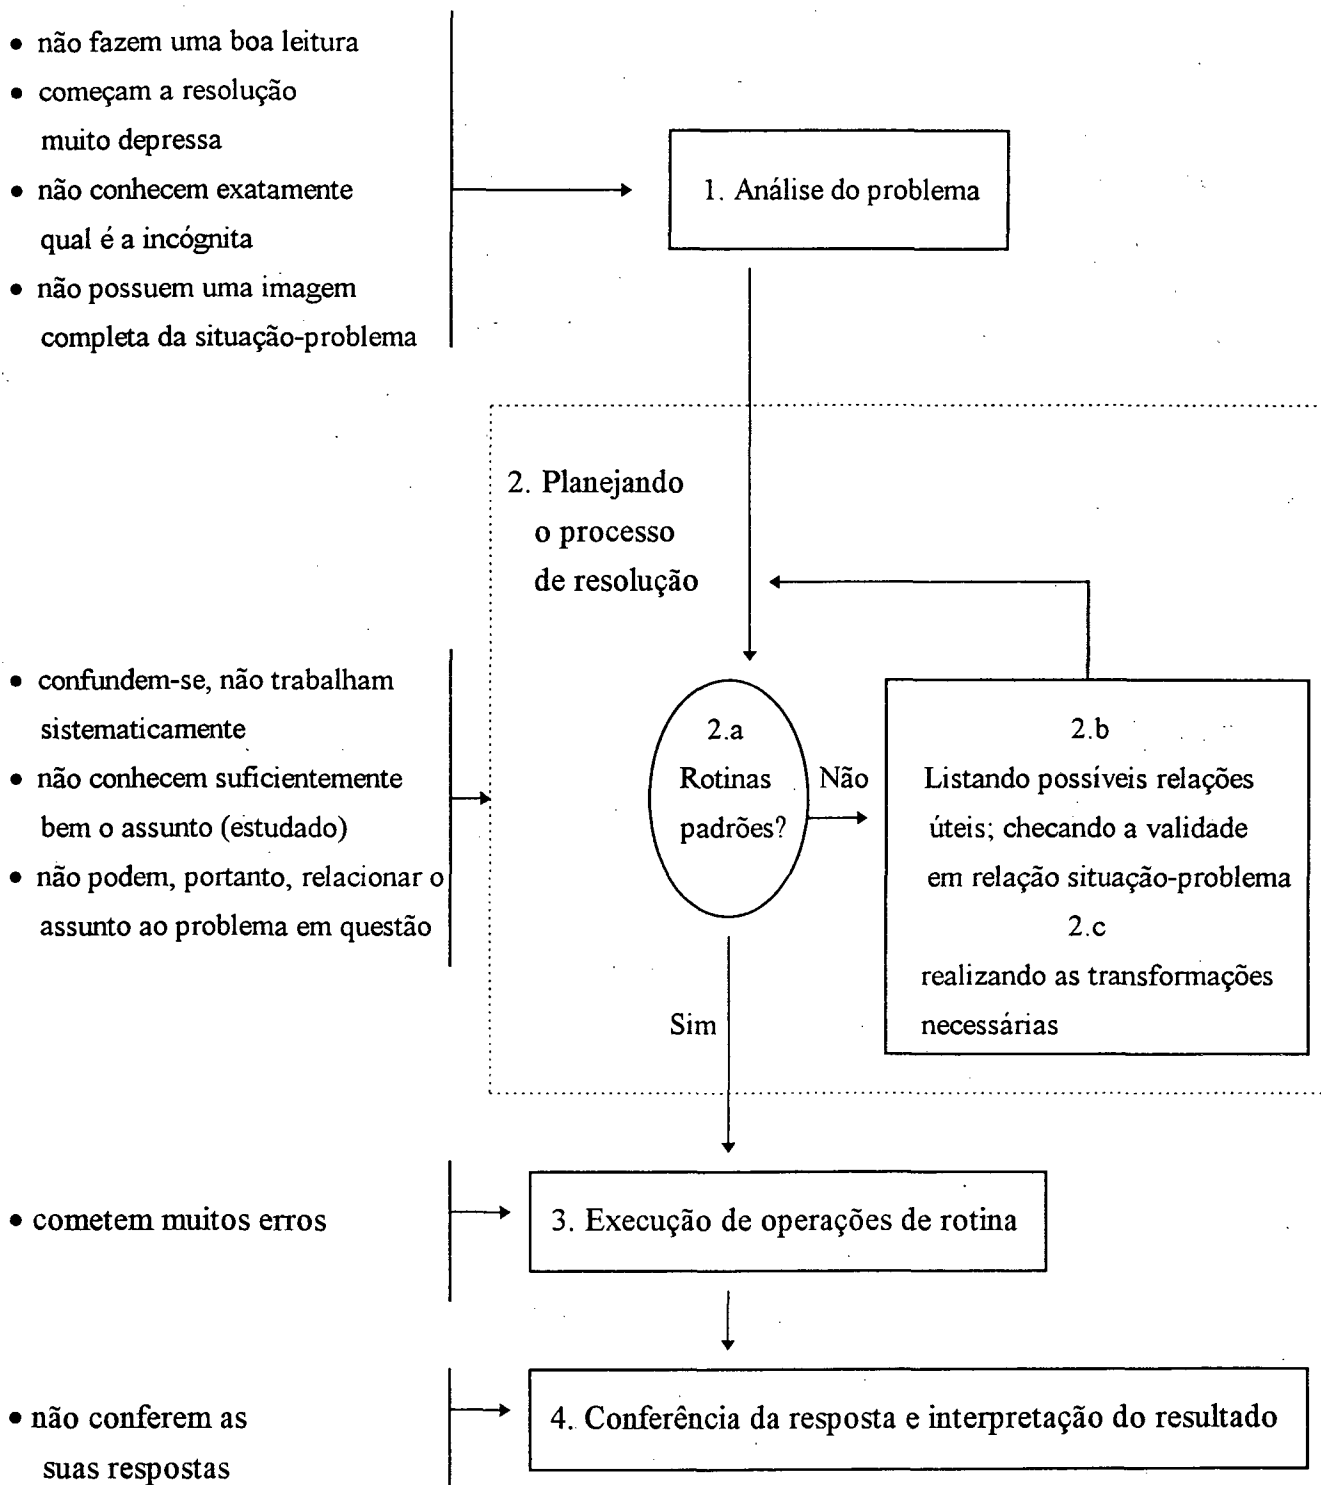 • não fazem uma boa leitura
• começam a resolução
muito depressa
• não conhecem exatamente
qual é a incógnita
• não possuem uma imagem
completa da situação-problema
1. Análise do problema
2. Planejando
o processo
de resolução
• confundem-se, não trabalham
sistematicamente
• não conhecem suficientemente
bem o assunto (estudado)
• não podem, portanto, relacionar o
assunto ao problema em questão
2.a
Rotinas
padrões?
Não
2.b
Listando possíveis relações
úteis; checando a validade
em relação situação-problema
2.c
realizando as transformações
necessárias
Sim
• cometem muitos erros
3. Execução de operações de rotina
• não conferem as
suas respostas
4. Conferência da resposta e interpretação do resultado